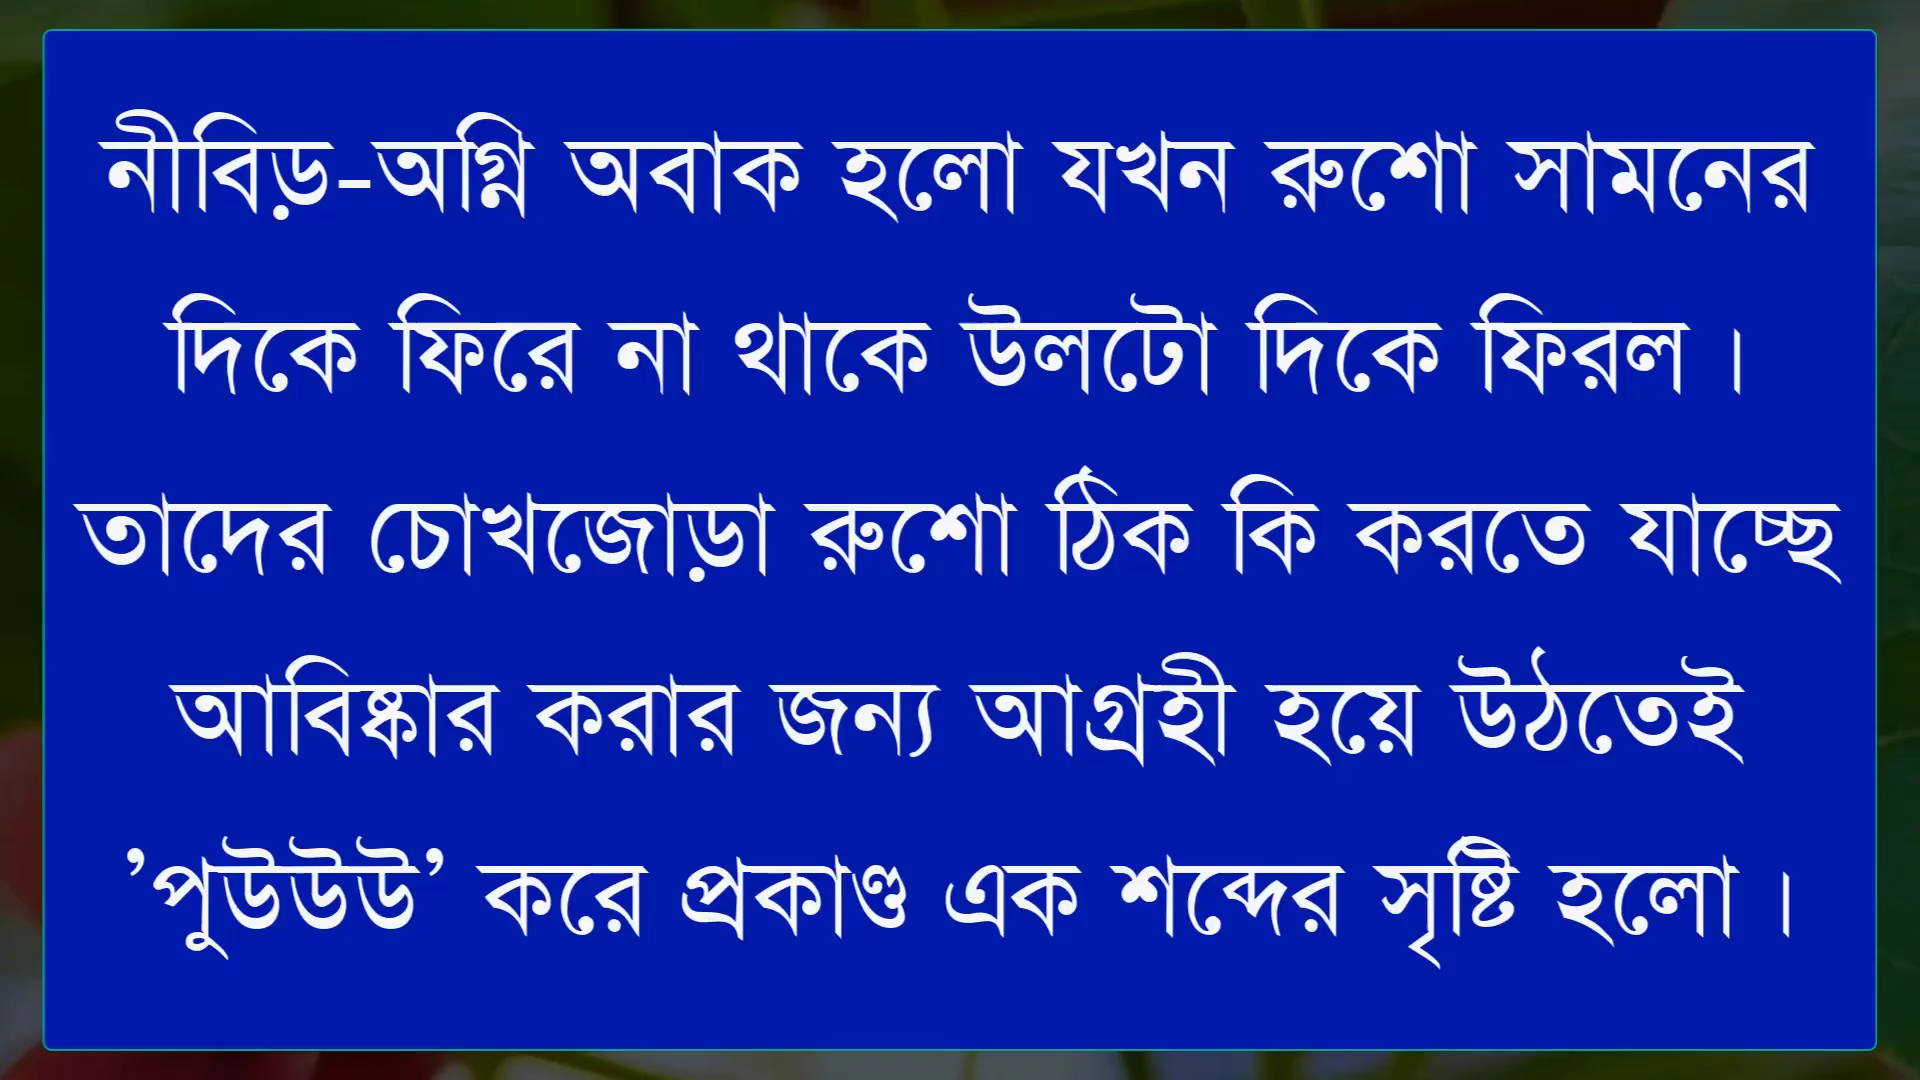 নীবিড়-অগ্নি অবাক হলো যখন রুশো সামনের
দিকে ফিরে না থাকে উলটো দিকে ফিরল।
তাদের চোখজোড়া রুশো ঠিক কি করতে যাচ্ছে
আবিষ্কার করার জন্য আগ্রহী হয়ে উঠতেই
’পুউউউ’ করে প্রকাণ্ড এক শব্দের সৃষ্টি হলো।